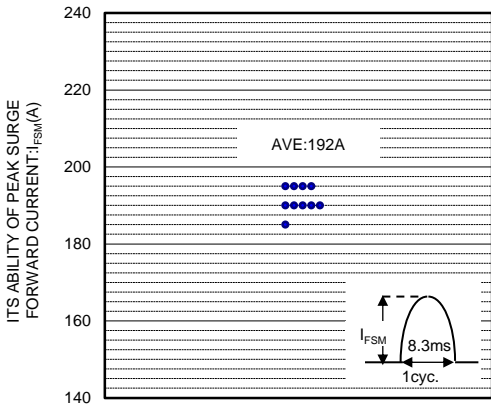 ITS ABILITY OF PEAK SURGE
FORWARD CURRENT:IFSM(A)
240
220
200
180
160
140
AVE:192A
IFSM
8.3ms
1cyc.